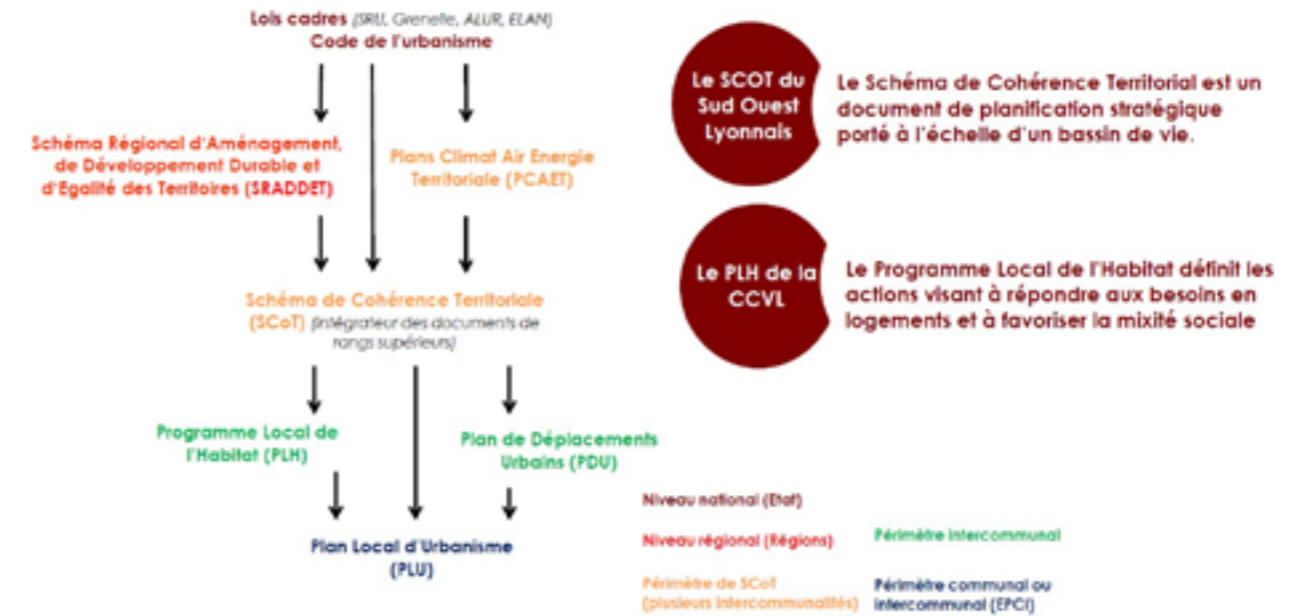 Lois cadres (SRU, Grenelle, ALUR, ELAN)
Code de l'urbanisme
Schéma Régional d'Aménagement,
de Développement Durable et
d'Egalité des Territoires (SRADDET)
Plans Climat Air Energie
Territoriale (PCAET)
Schéma de Cohérence Territoriale
(SCoT) (intégrateur des documents de
rangs supérieurs)
Programme Local de
l'Habitat (PLH)
Plan de Déplacements
Urbains (PDU)
Plan Local d'Urbanisme
(PLU)
Le SCOT du
Sud Ouest
Lyonnais
Le Schéma de Cohérence Territorial est un
document de planification stratégique
porté à l'échelle d'un bassin de vie.
Le PLH de la
CCVL
Le Programme Local de l'Habitat définit les
actions visant à répondre aux besoins en
logements et à favoriser la mixité sociale
Niveau national (Etat)
Niveau régional (Régions)
Périmètre intercommunal
Périmètre de SCoT
(plusieurs intercommunalités)
Périmètre communal ou
intercommunal (EPCI)